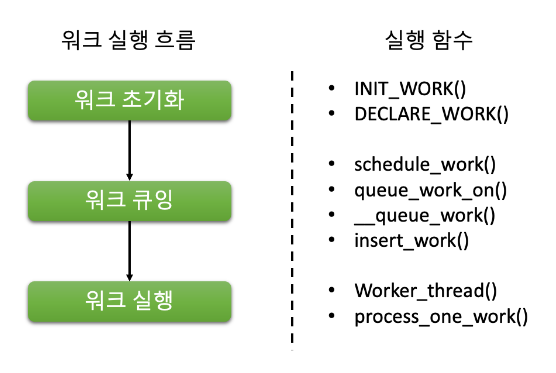 워크 실행 흐름
실행 함수
워크 초기화
• INIT_WORK()
• DECLARE_WORK()
워크 큐잉
• schedule_work()
• queue_work_on()
• __queue_work()
• insert_work()
워크 실행
• Worker_thread()
• process_one_work()